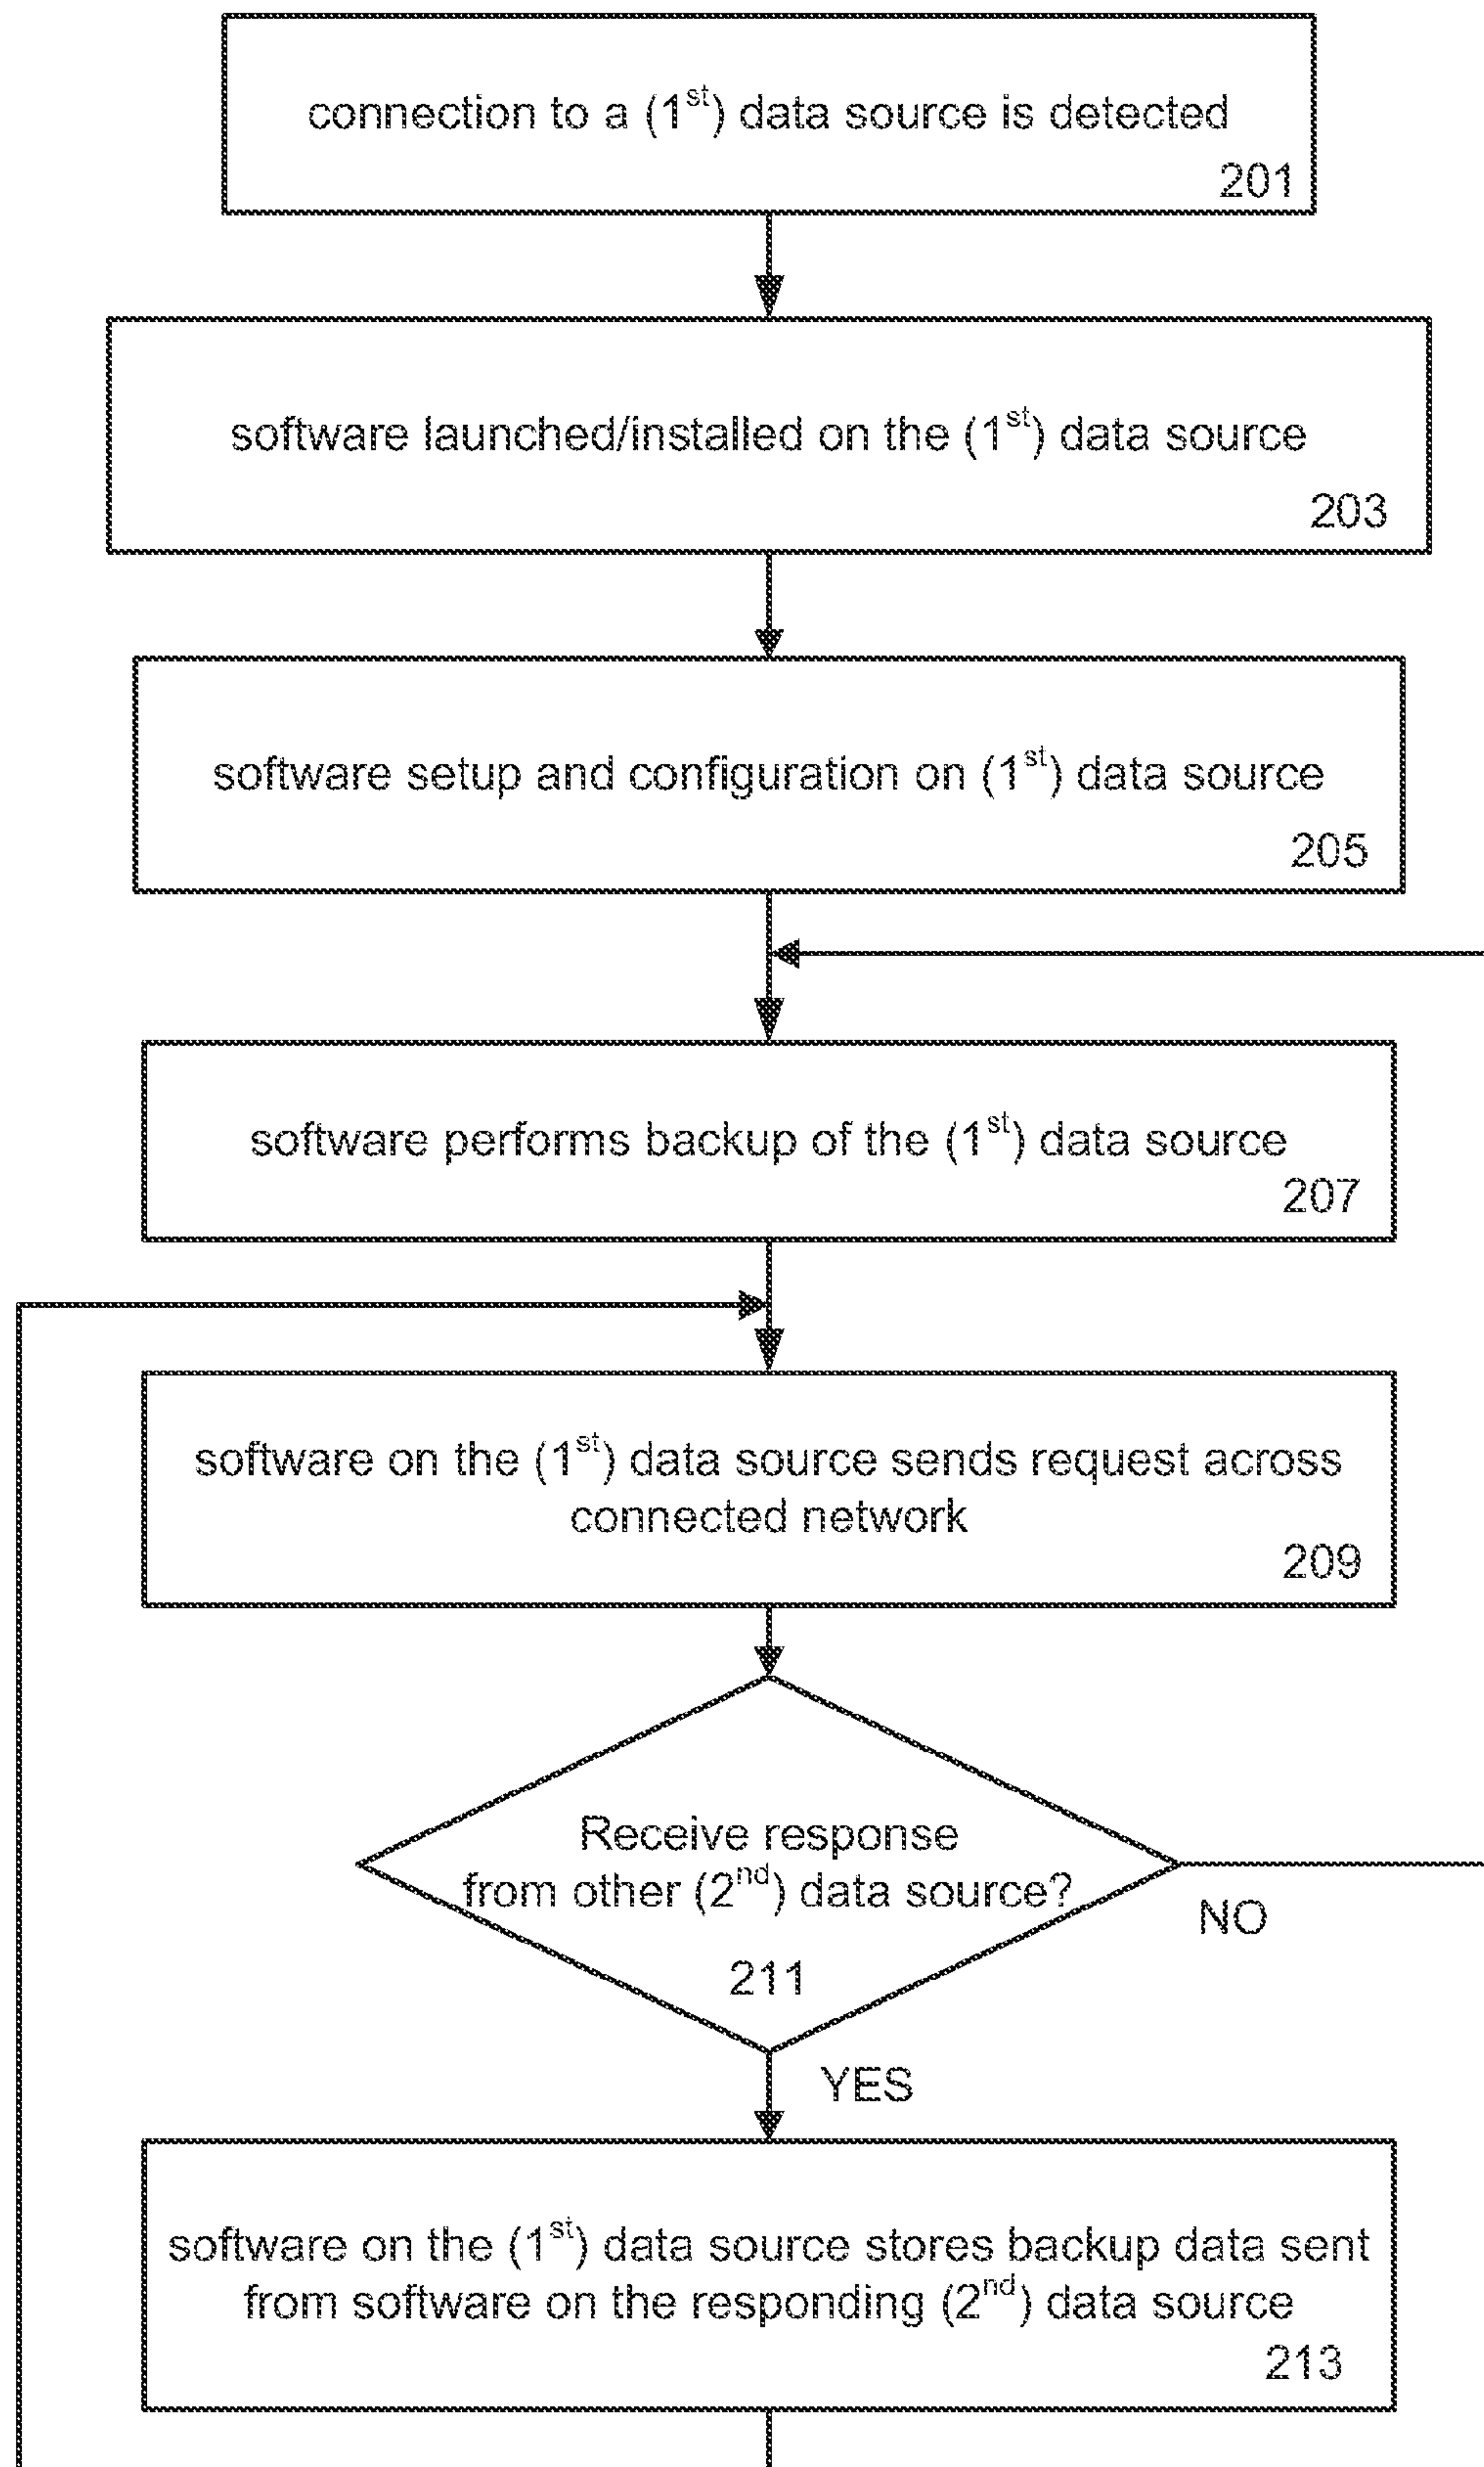 connection to a (1st) data source is detected
201
software launched/installed on the (1st) data source
203
software setup and configuration on (1st) data source
205
software performs backup of the (1st) data source
207
software on the (1st) data source sends request across
connected network
209
Receive response
from other (2nd) data source?
211
NO
YES
software on the (1st) data source stores backup data sent
from software on the responding (2nd) data source
213